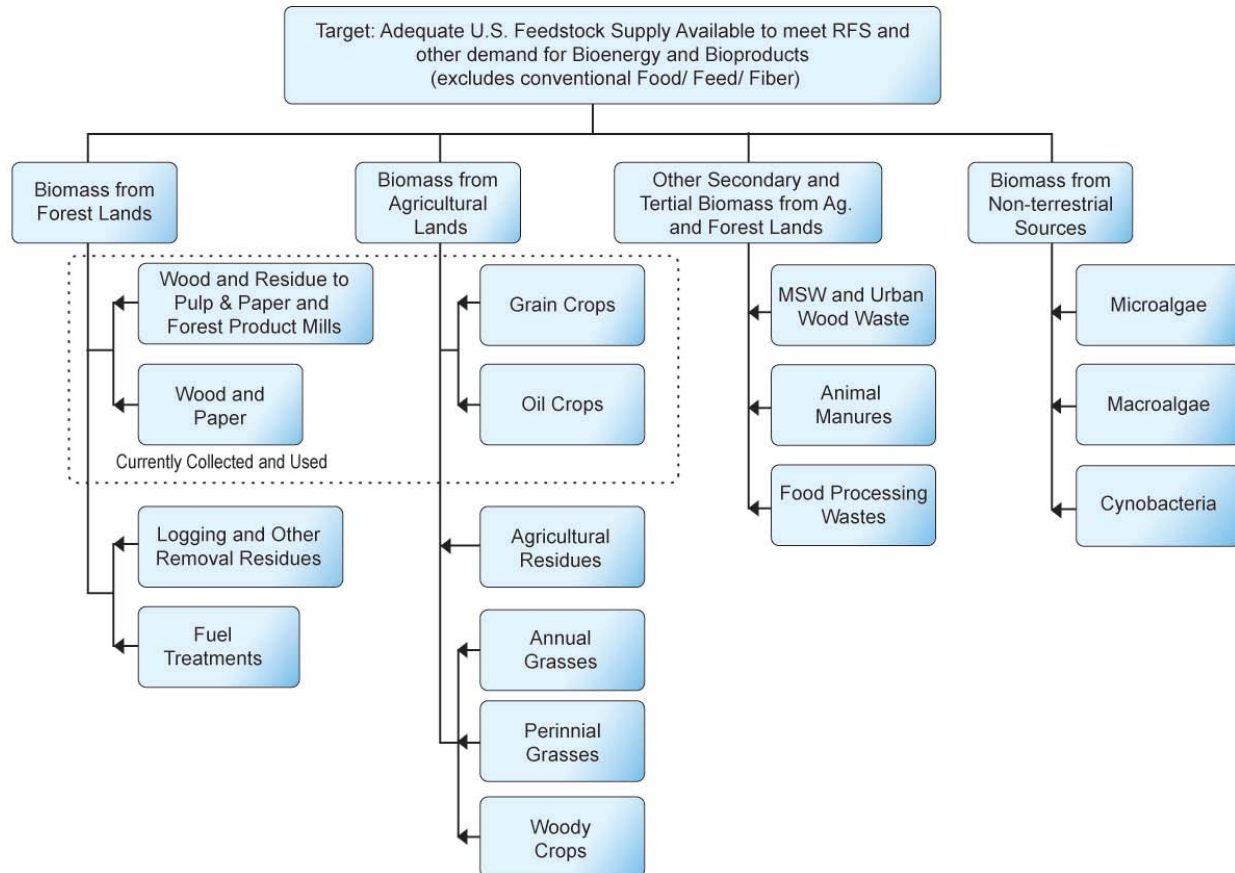 Target: Adequate U.S. Feedstock Supply Available to meet RFS and
other demand for Bioenergy and Bioproducts
(excludes conventional Food/ Feed/ Fiber)
Biomass from
Forest Lands
Biomass from
Agricultural
Lands
Other Secondary and
Tertial Biomass from Ag.
and Forest Lands
Biomass from
Non-terrestrial
Sources
Wood and Residue to
Pulp & Paper and
Forest Product Mills
Wood and
Paper
Currently Collected and Used
Logging and Other
Removal Residues
Fuel
Treatments
Grain Crops
Oil Crops
Agricultural
Residues
Annual
Grasses
Perinnial
Grasses
Woody
Crops
MSW and Urban
Wood Waste
Animal
Manures
Food Processing
Wastes
Microalgae
Macroalgae
Cynobacteria